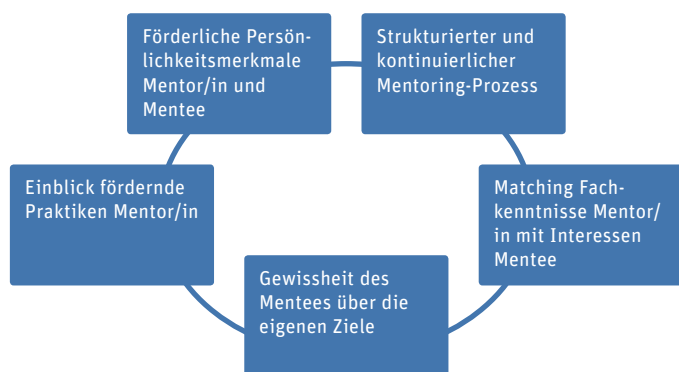 Förderliche Persön-
lichkeitsmerkmale
Mentor/in und
Mentee
Strukturierter und
kontinuierlicher
Mentoring-Prozess
Einblick fördernde
Praktiken Mentor/in
Matching Fach-
kenntnisse Mentor/
in mit Interessen
Mentee
Gewissheit des
Mentees über die
eigenen Ziele